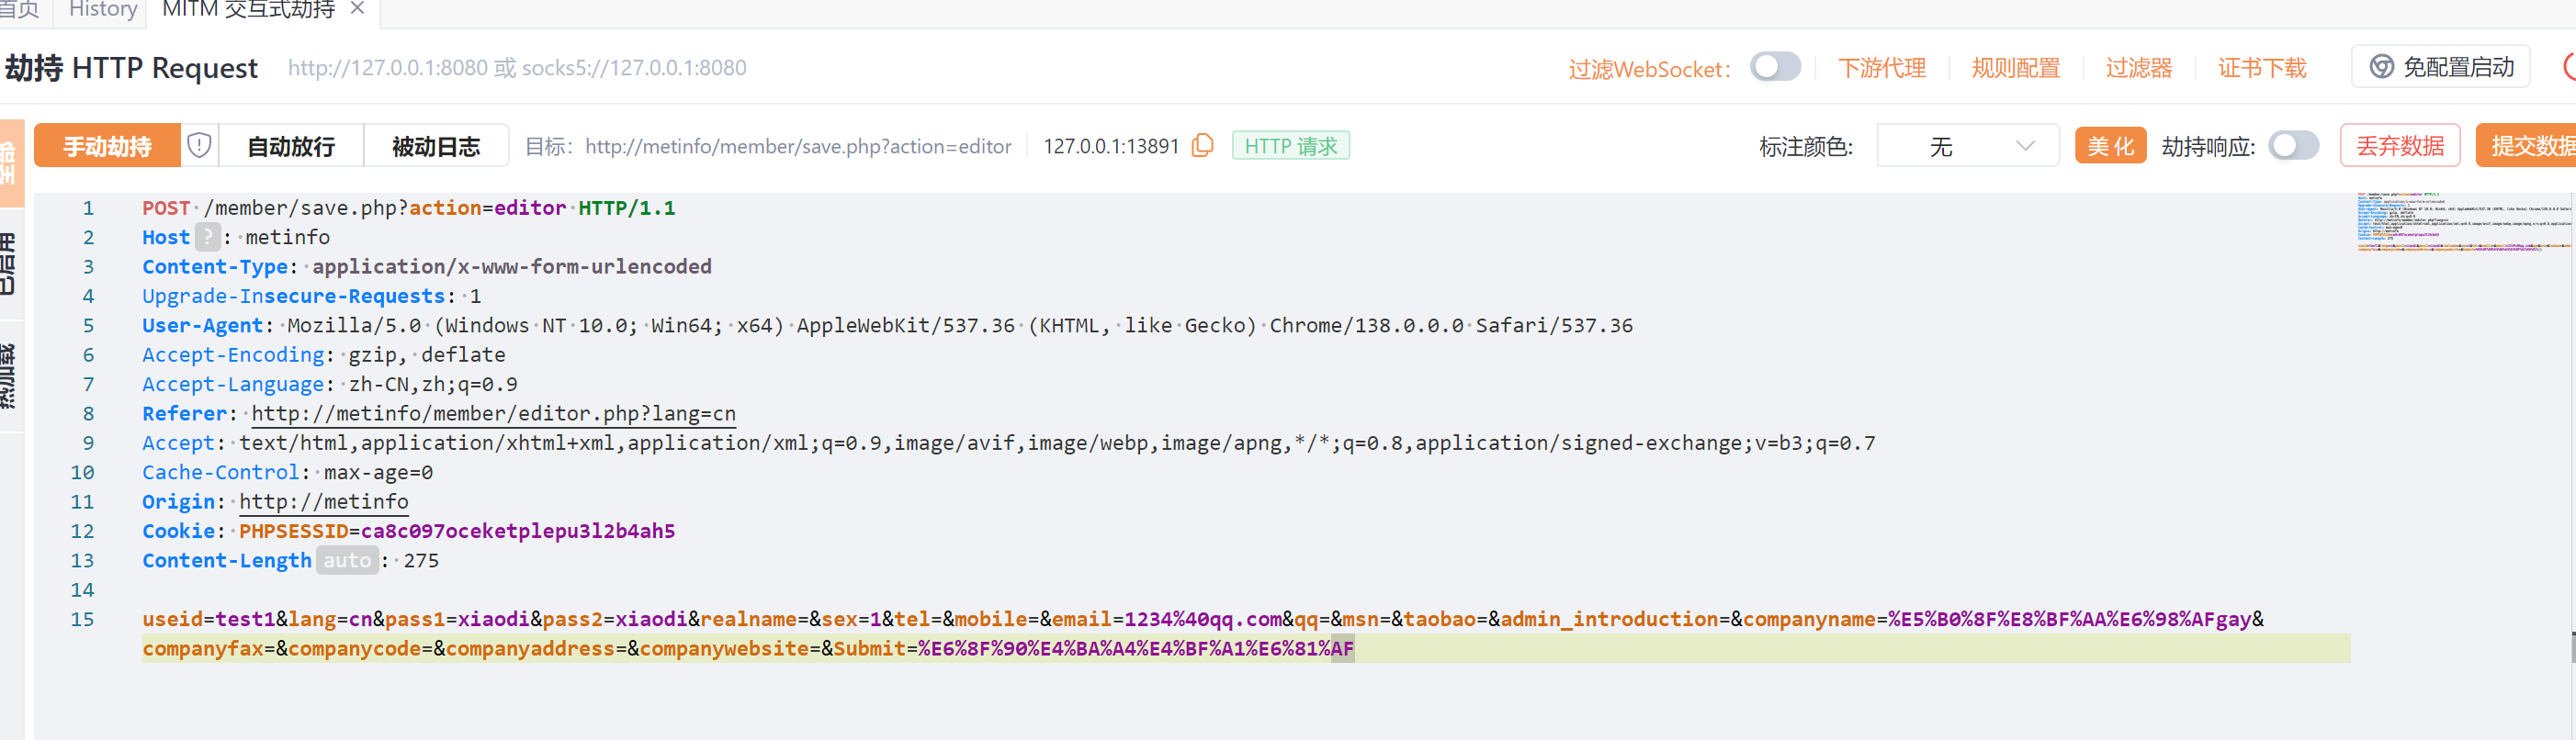 首页 History MITM 交互式劫持 ×
劫持 HTTP Request http://127.0.0.1:8080 或 socks5://127.0.0.1:8080 过滤WebSocket: 下游代理 规则配置 过滤器 证书下载 免配置启动
手动劫持 自动放行 被动日志 目标: http://metinfo/member/save.php?action=editor 127.0.0.1:13891 HTTP 请求 标注颜色: 无 美 化 劫持响应: 丢弃数据 提交数据
已启用
热加载
1 POST /member/save.php?action=editor HTTP/1.1
2 Host ? : metinfo
3 Content-Type: application/x-www-form-urlencoded
4 Upgrade-Insecure-Requests: 1
5 User-Agent: Mozilla/5.0 (Windows NT 10.0; Win64; x64) AppleWebKit/537.36 (KHTML, like Gecko) Chrome/138.0.0.0 Safari/537.36
6 Accept-Encoding: gzip, deflate
7 Accept-Language: zh-CN,zh;q=0.9
8 Referer: http://metinfo/member/editor.php?lang=cn
9 Accept: text/html,application/xhtml+xml,application/xml;q=0.9,image/avif,image/webp,image/apng,*/*;q=0.8,application/signed-exchange;v=b3;q=0.7
10 Cache-Control: max-age=0
11 Origin: http://metinfo
12 Cookie: PHPSESSID=ca8c097oceketplepu3l2b4ah5
13 Content-Length auto : 275
14
15 useid=test1&lang=cn&pass1=xiaodi&pass2=xiaodi&realname=&sex=1&tel=&mobile=&email=1234%40qq.com&qq=&msn=&taobao=&admin_introduction=&companyname=%E5%B0%8F%E8%BF%AA%E6%98%AFgay&
companyfax=&companycode=&companyaddress=&companywebsite=&Submit=%E6%8F%90%E4%BA%A4%E4%BF%A1%E6%81%AF